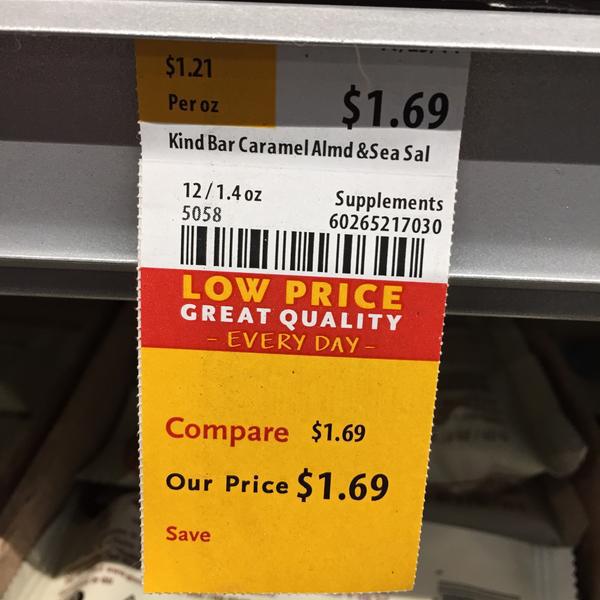 $1.21
Per oz
$1.69
Kind Bar Caramel Almd &Sea Sal
12/1.4 oz
Supplements
5058
60265217030
LOW PRICE
GREAT QUALITY
- EVERY DAY -
Compare $1.69
Our Price $1.69
Save